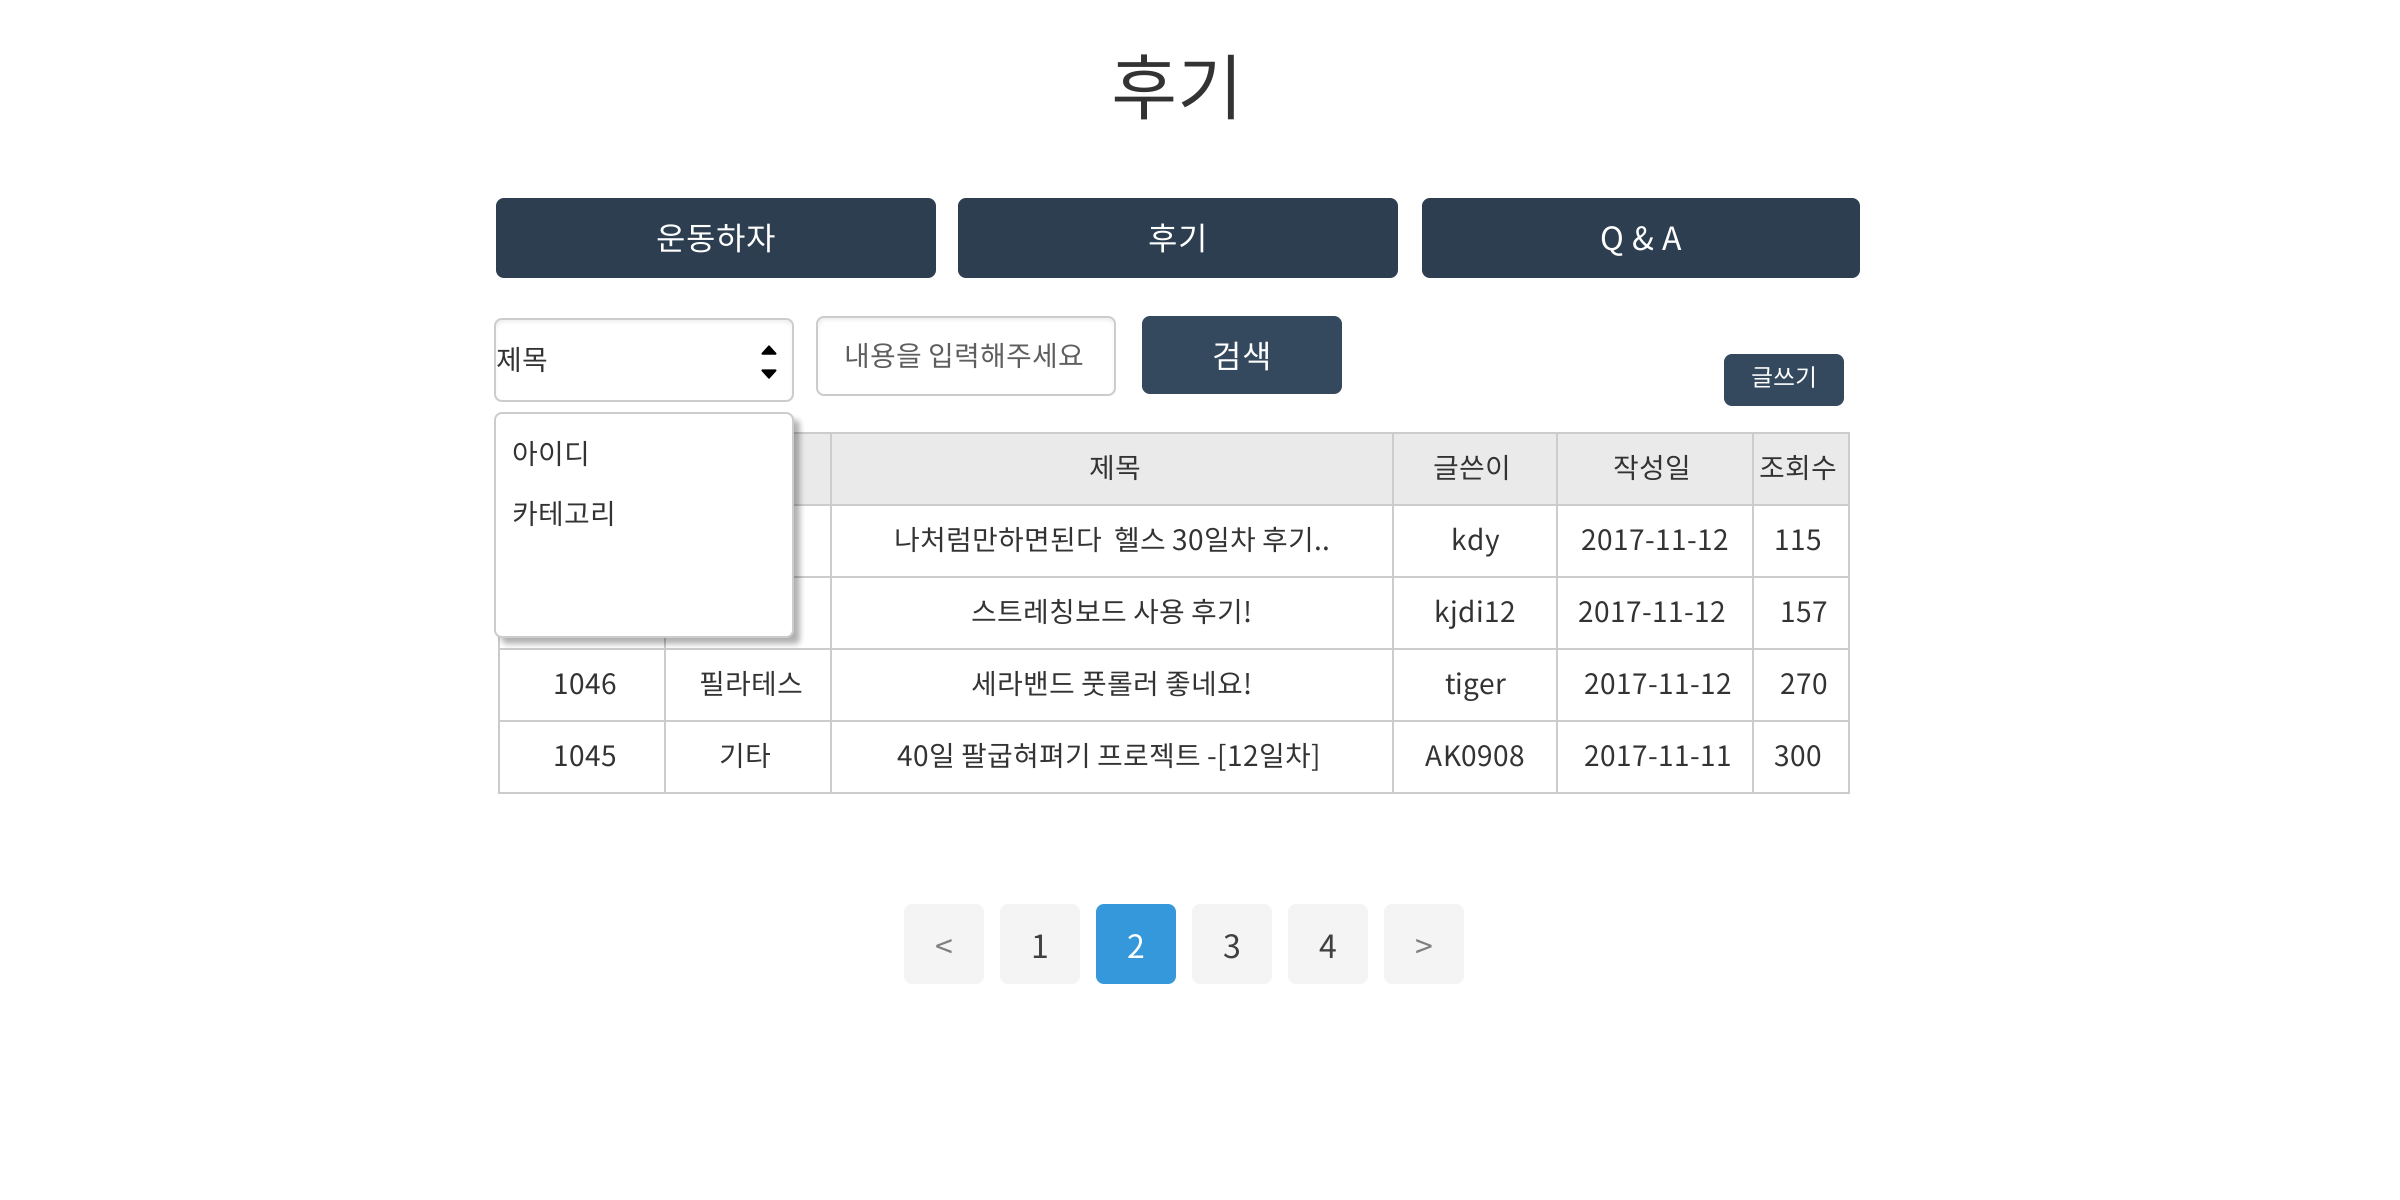 후기
운동하자 후기 Q & A
제목 내용을 입력해주세요 검색
글쓰기
아이디
카테고리
제목 글쓴이 작성일 조회수
나처럼만하면된다 헬스 30일차 후기.. kdy 2017-11-12 115
스트레칭보드 사용 후기! kjdi12 2017-11-12 157
1046 필라테스 세라밴드 풋롤러 좋네요! tiger 2017-11-12 270
1045 기타 40일 팔굽혀펴기 프로젝트 -[12일차] AK0908 2017-11-11 300
< 1 2 3 4 >